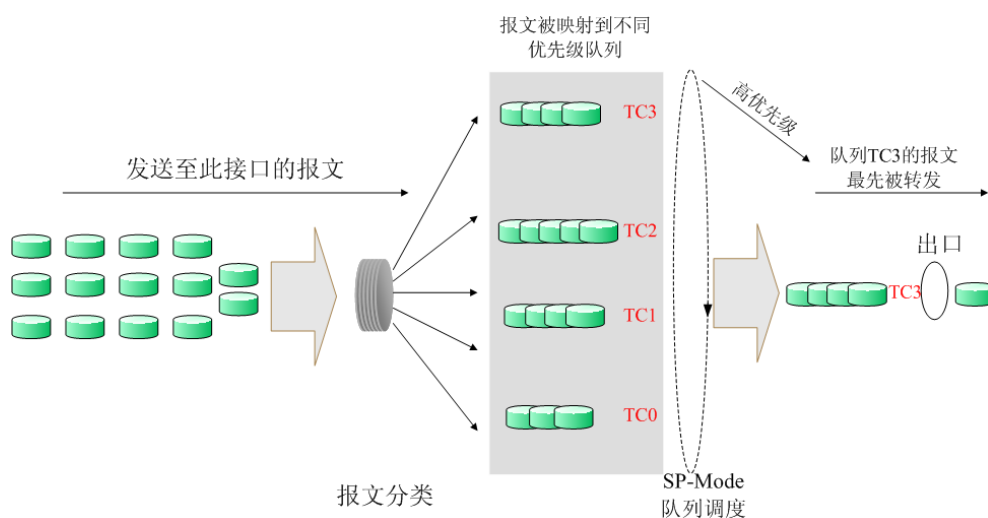 报文被映射到不同
优先级队列
TC3
高优先级
发送至此接口的报文
队列TC3的报文
最先被转发
TC2
出口
TC3
TC1
TC0
SP-Mode
队列调度
报文分类